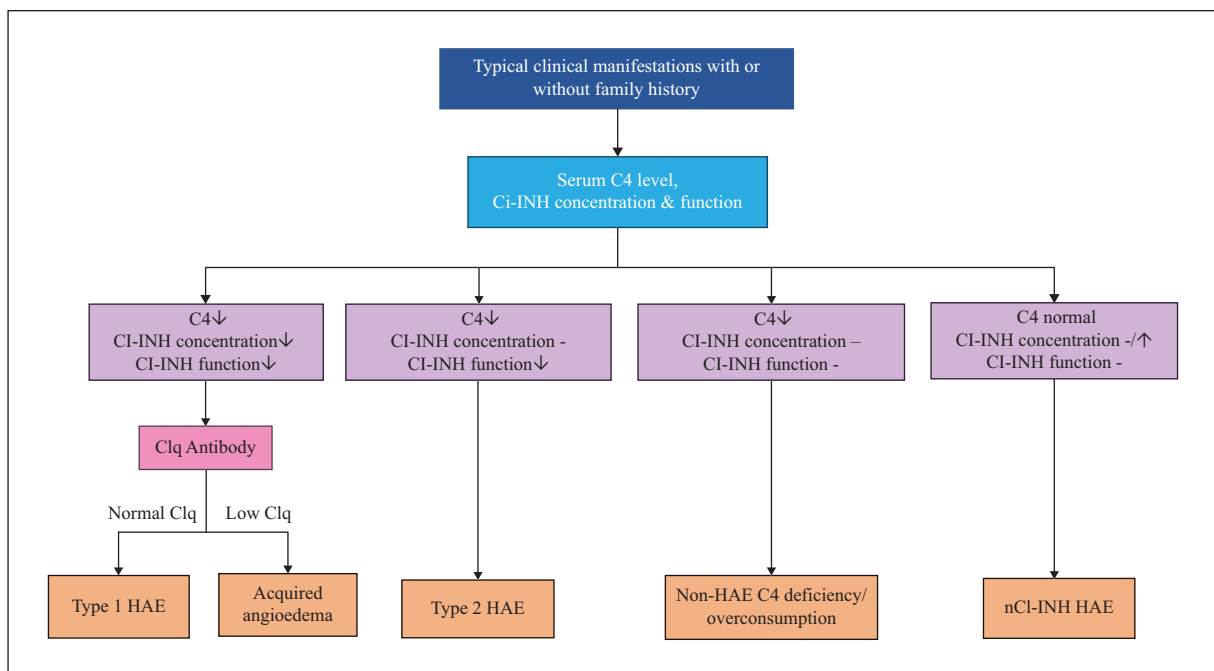 Typical clinical manifestations with or
without family history
Serum C4 level,
Ci-INH concentration & function
C4↓
CI-INH concentration↓
CI-INH function↓
C4↓
CI-INH concentration -
CI-INH function↓
C4↓
CI-INH concentration –
CI-INH function -
C4 normal
CI-INH concentration -/↑
CI-INH function -
Clq Antibody
Normal Clq
Low Clq
Type 1 HAE
Acquired
angioedema
Type 2 HAE
Non-HAE C4 deficiency/
overconsumption
nCl-INH HAE